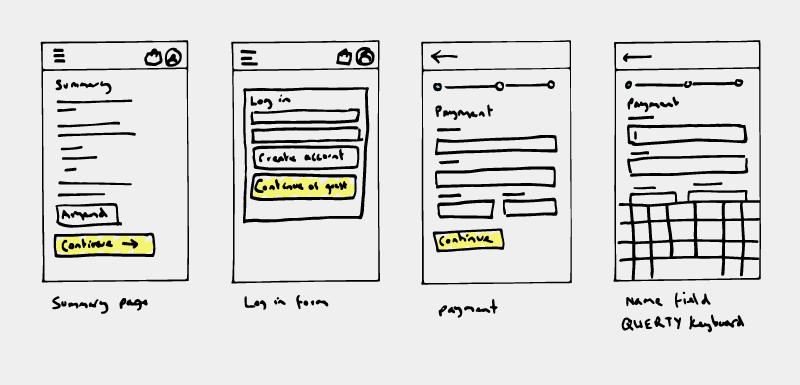 Summary
Amend
Continue →
Summary page
Log in
Create account
Continue as guest
Log in form
Payment
Continue
payment
Payment
Name field
QWERTY keyboard